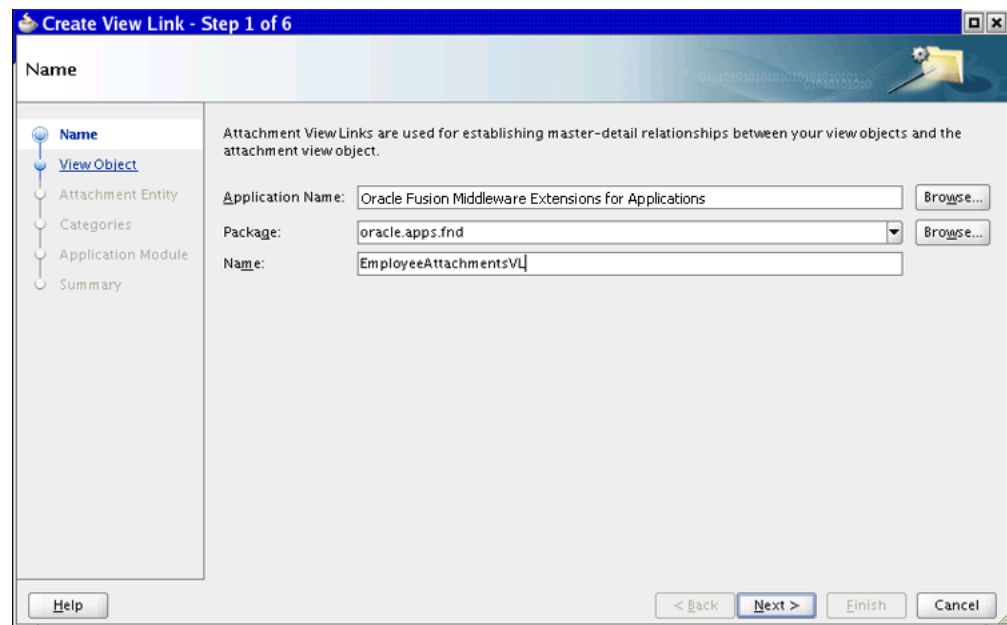 Create View Link - Step 1 of 6
Name
Name
View Object
Attachment Entity
Categories
Application Module
Summary
Attachment View Links are used for establishing master-detail relationships between your view objects and the
attachment view object.
Application Name: Oracle Fusion Middleware Extensions for Applications Browse...
Package: oracle.apps.fnd Browse...
Name: EmployeeAttachmentsVL
Help < Back Next > Finish Cancel